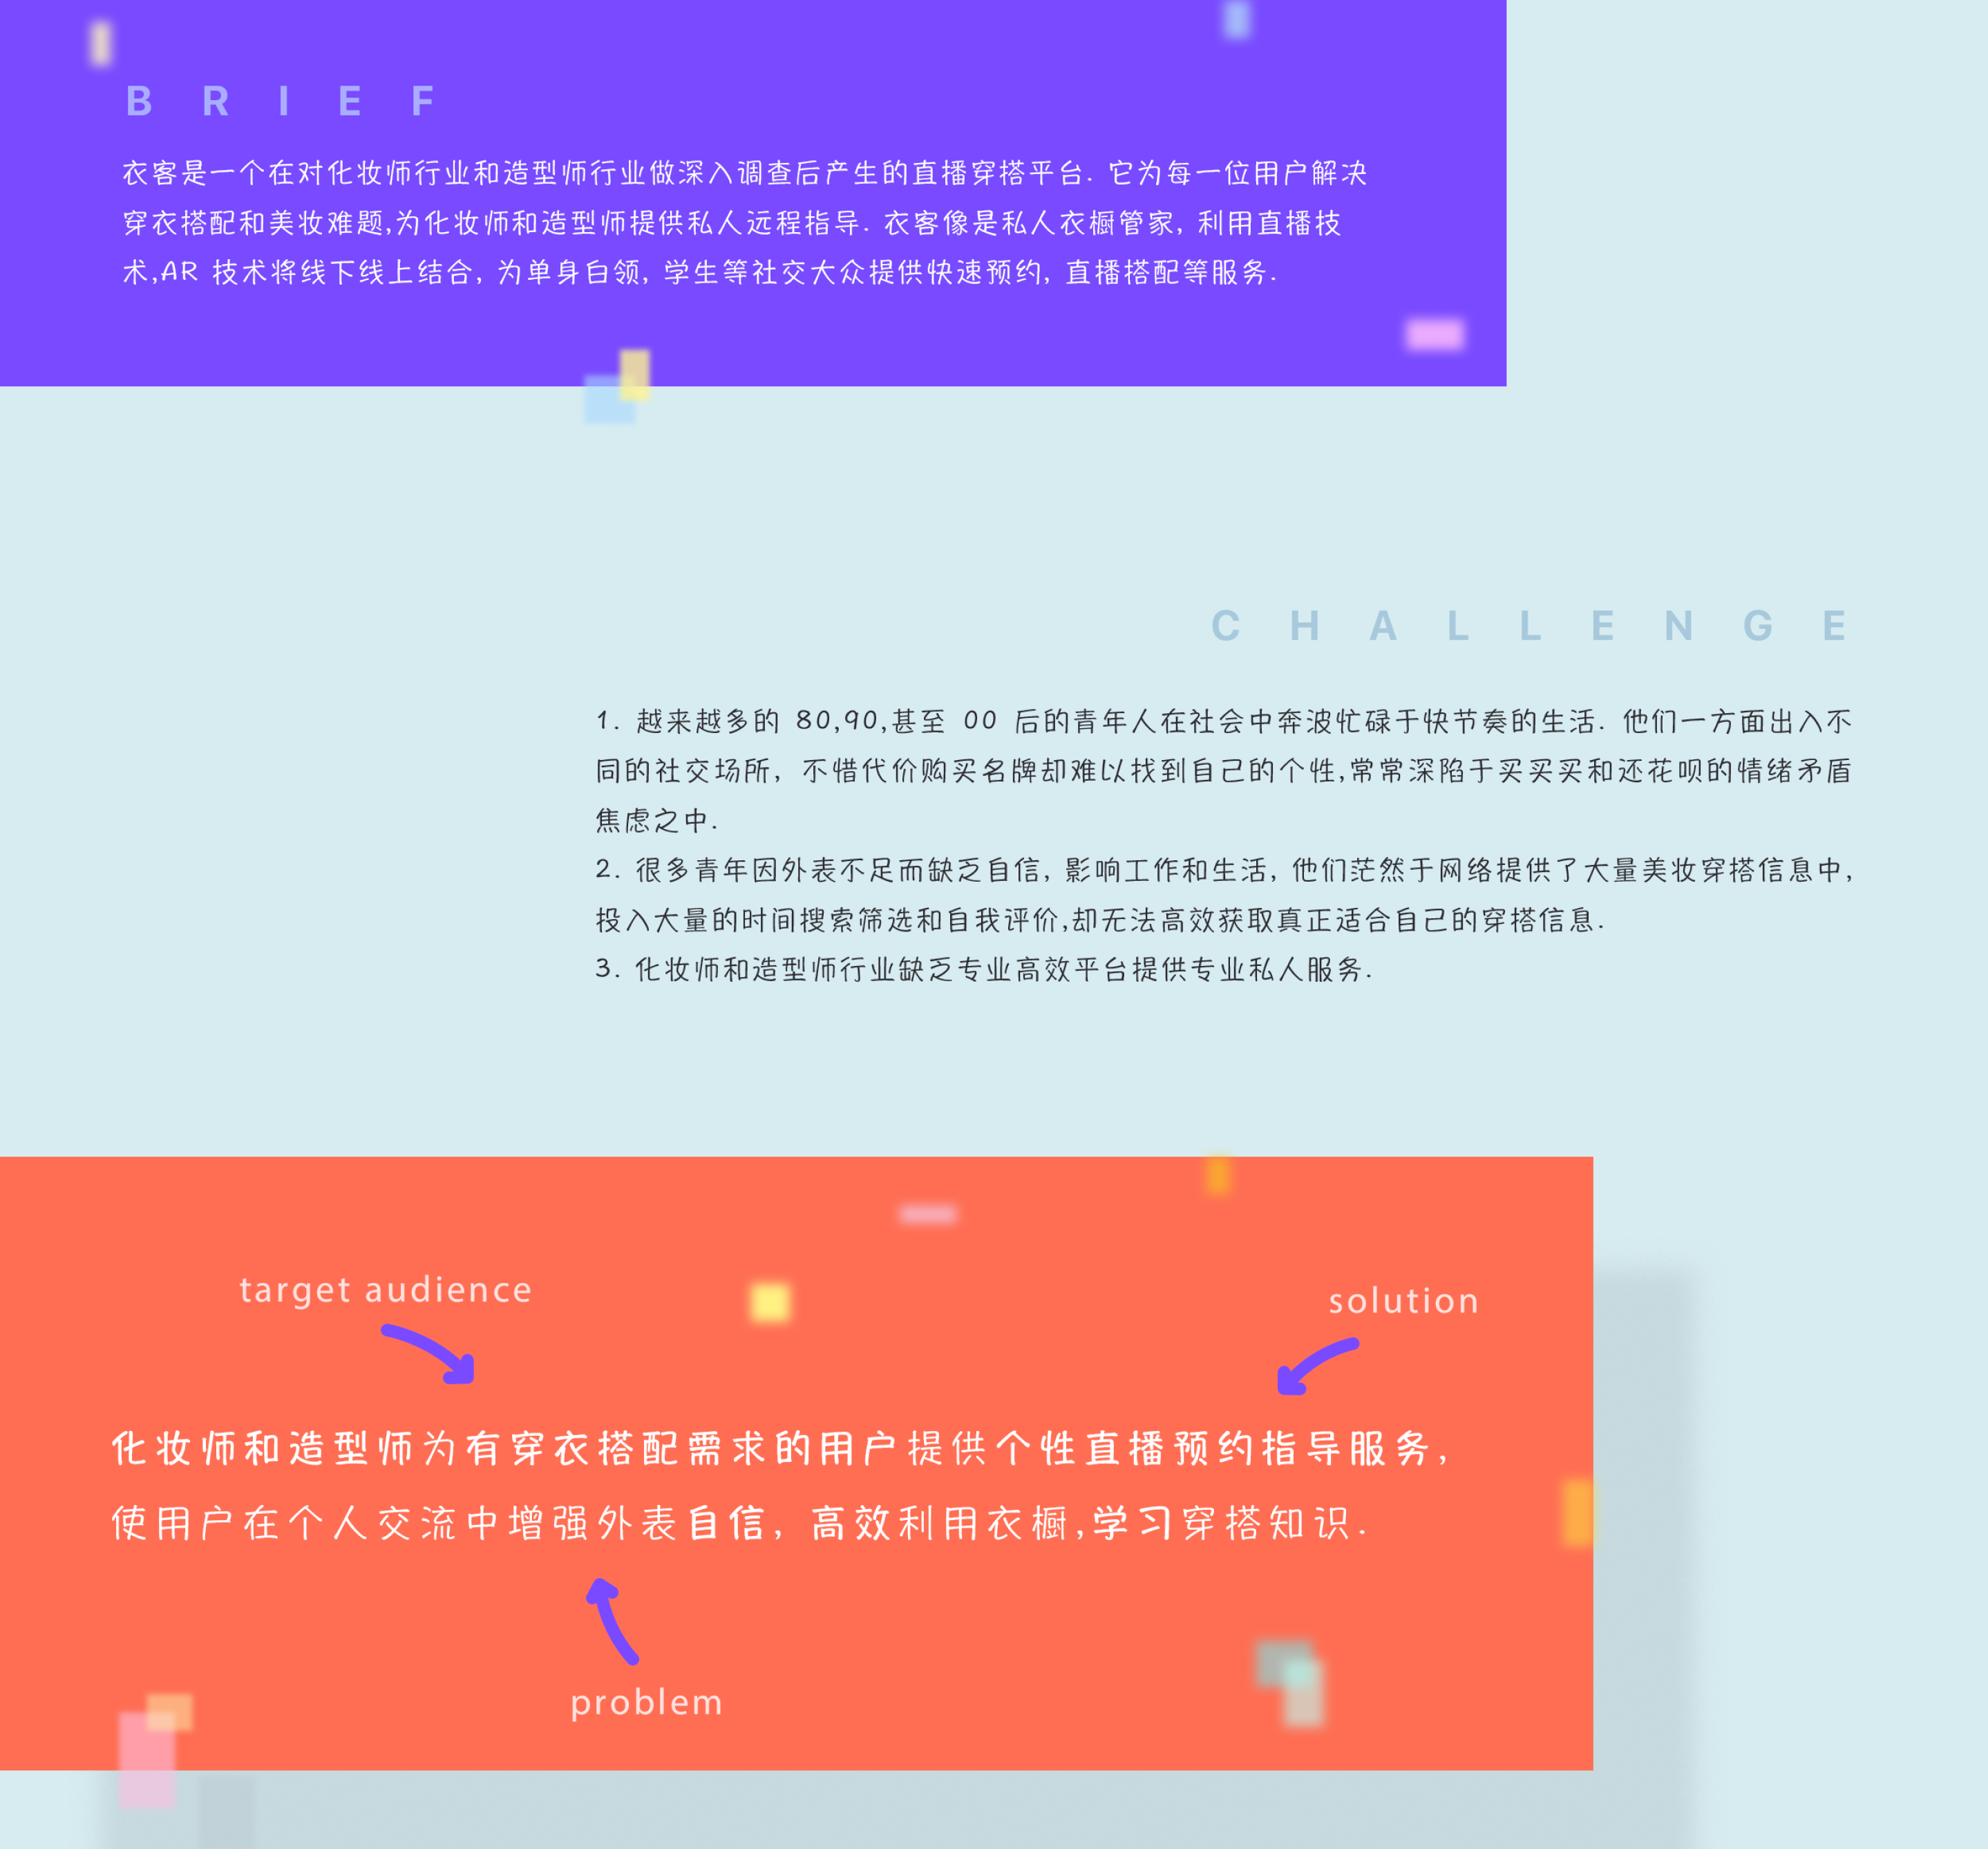 BRIEF
衣客是一个在对化妆师行业和造型师行业做深入调查后产生的直播穿搭平台. 它为每一位用户解决
穿衣搭配和美妆难题,为化妆师和造型师提供私人远程指导. 衣客像是私人衣橱管家, 利用直播技
术,AR 技术将线下线上结合, 为单身白领, 学生等社交大众提供快速预约, 直播搭配等服务.
CHALLENGE
1. 越来越多的 80,90,甚至 00 后的青年人在社会中奔波忙碌于快节奏的生活. 他们一方面出入不
同的社交场所, 不惜代价购买名牌却难以找到自己的个性,常常深陷于买买买和还花呗的情绪矛盾
焦虑之中.
2. 很多青年因外表不足而缺乏自信, 影响工作和生活, 他们茫然于网络提供了大量美妆穿搭信息中,
投入大量的时间搜索筛选和自我评价,却无法高效获取真正适合自己的穿搭信息.
3. 化妆师和造型师行业缺乏专业高效平台提供专业私人服务.
target audience
solution
化妆师和造型师为有穿衣搭配需求的用户提供个性直播预约指导服务,
使用户在个人交流中增强外表自信, 高效利用衣橱,学习穿搭知识.
problem